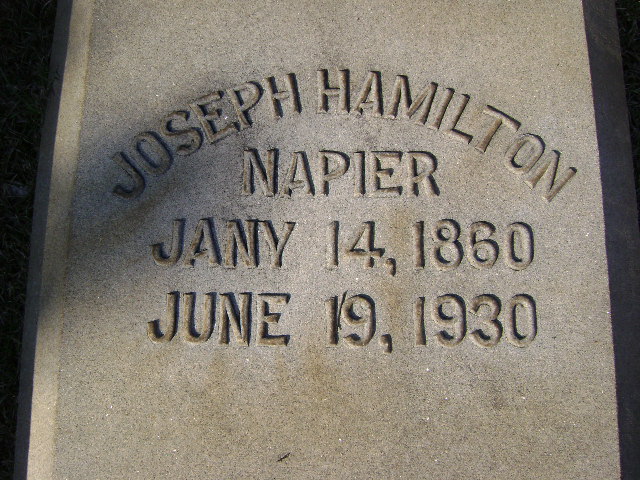 JOSEPH HAMILTON
NAPIER
JANY 14, 1860
JUNE 19, 1930